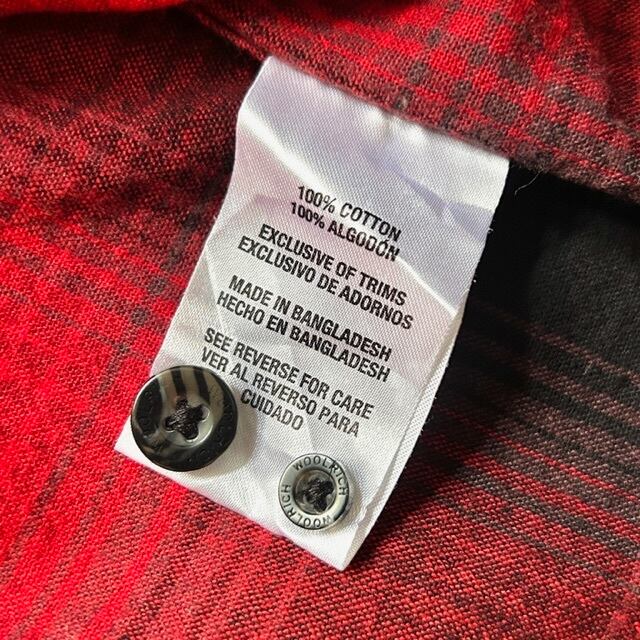 100% COTTON
100% ALGODÓN
EXCLUSIVE OF TRIMS
EXCLUSIVO DE ADORNOS
MADE IN BANGLADESH
HECHO EN BANGLADESH
SEE REVERSE FOR CARE
VER AL REVERSO PARA
CUIDADO
WOOLRICH
WOOLRICH